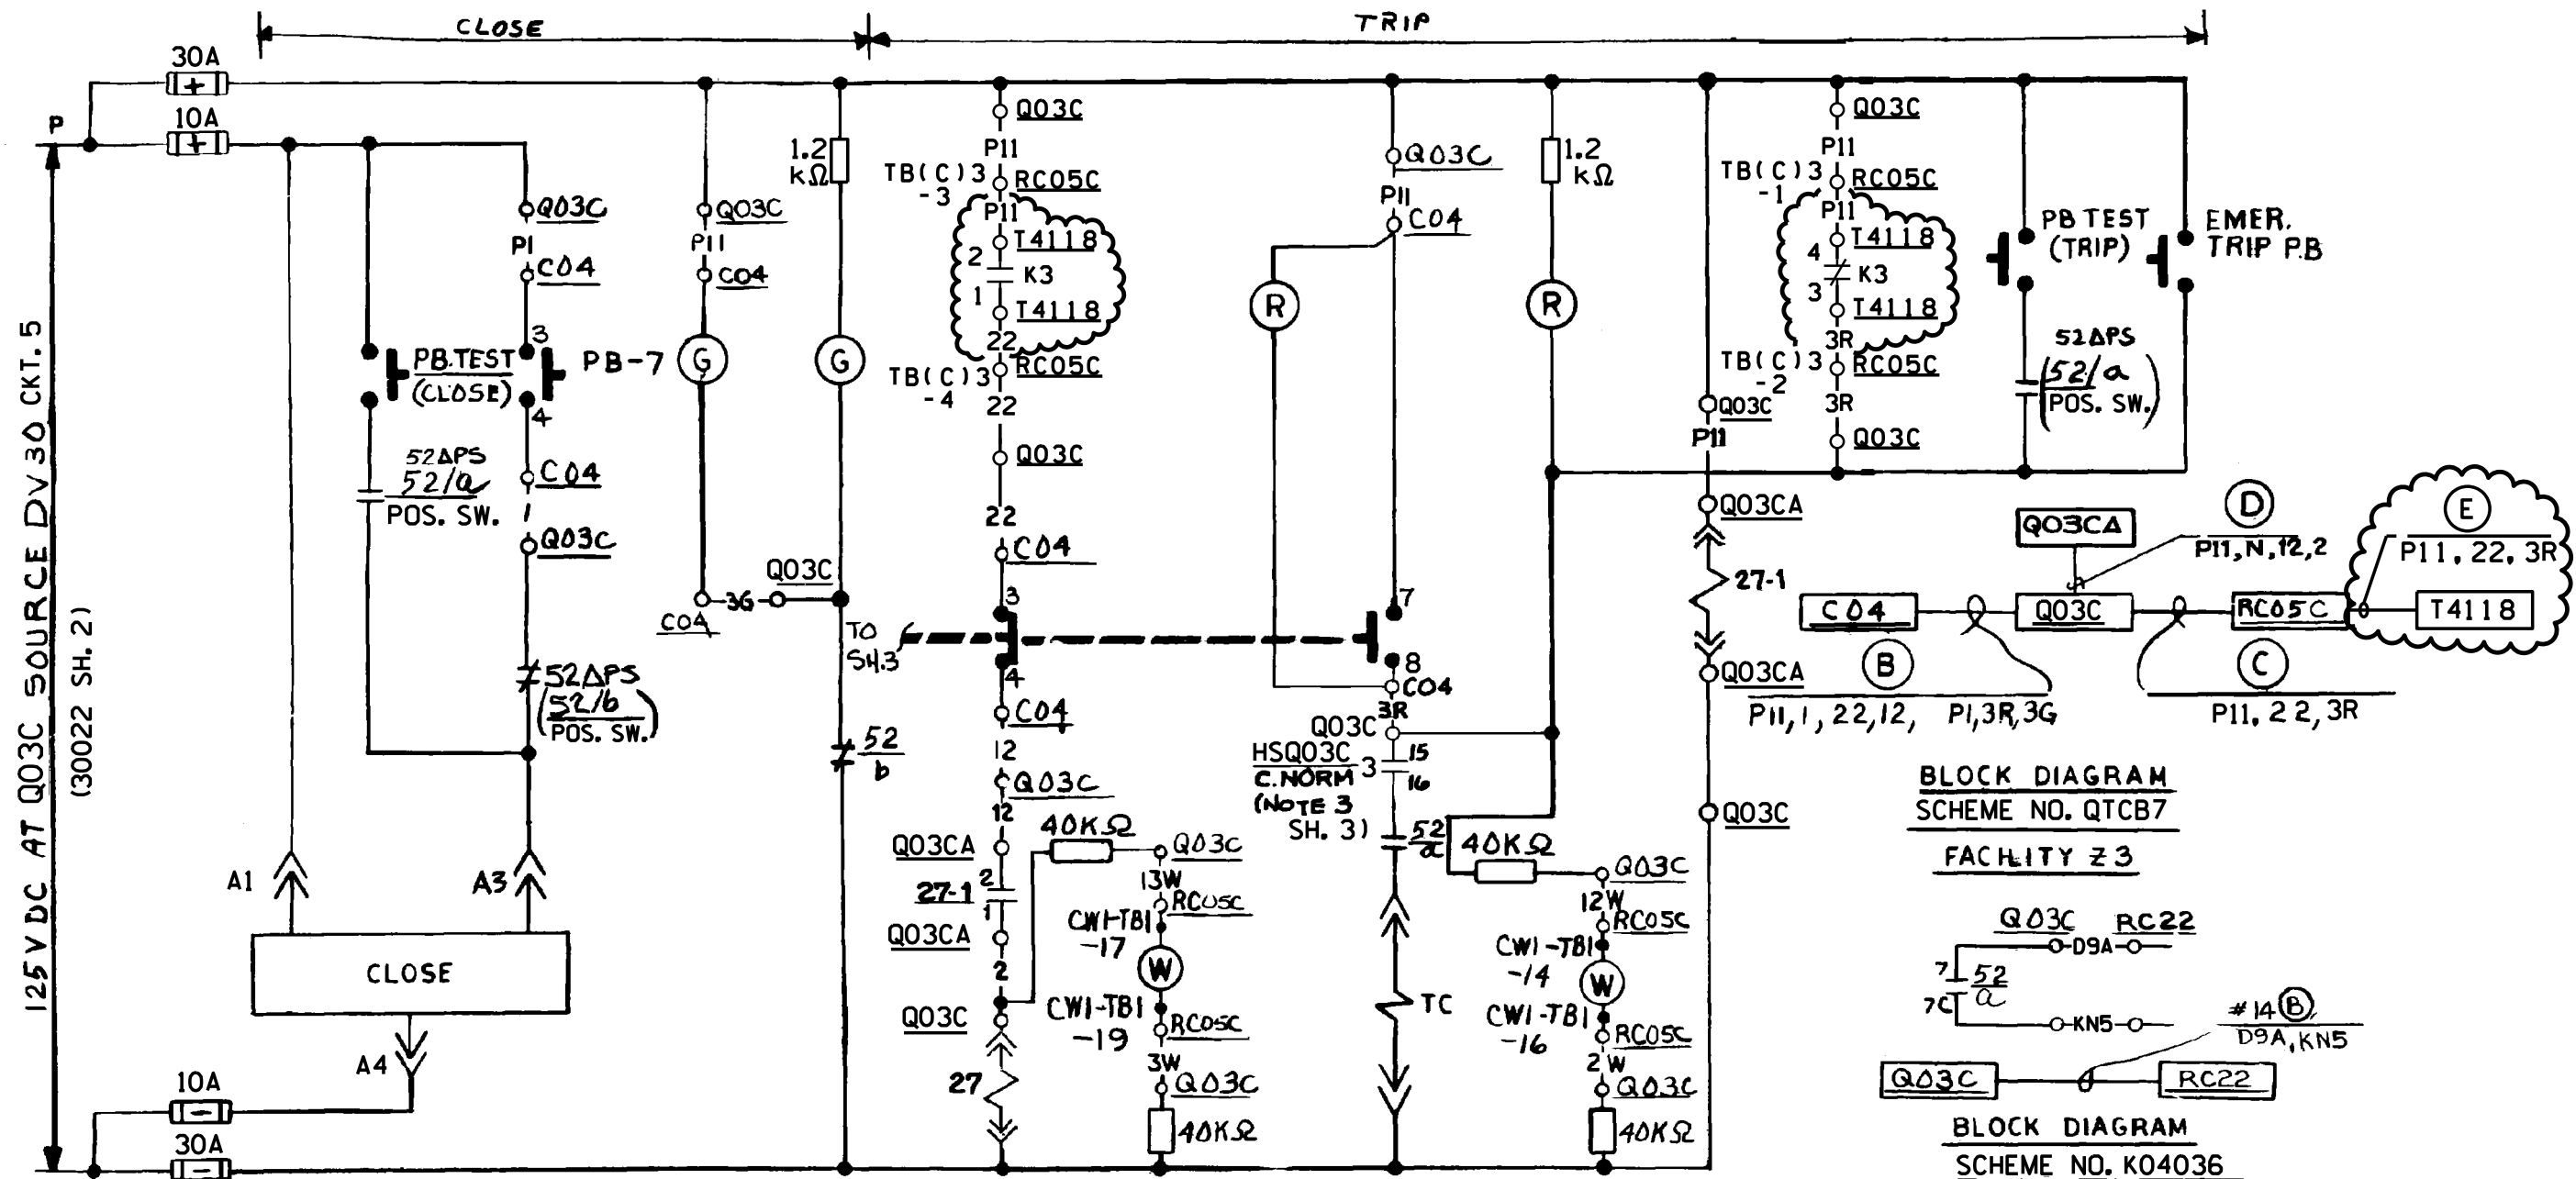 CLOSE
TRIP
30A
+
10A
+
P
125V DC AT Q03C SOURCE DV30 CKT. 5
(30022 SH. 2)
Q03C
P1
C04
3
PB.TEST
(CLOSE)
PB-7
4
52ΔPS
52/a
POS. SW.
C04
1
Q03C
52ΔPS
(52/b
POS. SW.)
A1
A3
CLOSE
A4
10A
-
30A
-
Q03C
P11
C04
G
1.2
kΩ
G
C04
3G
Q03C
52
b
TO
SH.3
Q03C
P11
TB(C)3
-3
RC05C
P11
T4118
2
K3
1
T4118
22
RC05C
TB(C)3
-4
22
Q03C
22
C04
3
4
C04
12
Q03C
12
Q03CA
2
27-1
1
Q03CA
2
Q03C
27
40KΩ
Q03C
13W
RC05C
CW1-TB1
-17
W
CW1-TB1
-19
RC05C
3W
Q03C
40KΩ
Q03C
P11
C04
R
7
8
C04
3R
Q03C
HSQ03C
C.NORM
(NOTE 3
SH. 3)
3
15
16
52
a
TC
1.2
kΩ
R
40KΩ
Q03C
12W
RC05C
CW1-TB1
-14
W
CW1-TB1
-16
RC05C
2W
Q03C
40KΩ
Q03C
P11
Q03CA
27-1
Q03CA
Q03C
Q03C
P11
TB(C)3
-1
RC05C
P11
T4118
4
K3
3
T4118
3R
RC05C
TB(C)3
-2
3R
Q03C
PB TEST
(TRIP)
52ΔPS
(52/a
POS. SW.)
EMER.
TRIP P.B
Q03CA
D
P11,N,12,2
E
P11,22,3R
C04
Q03C
RC05C
T4118
B
P11,1,22,12, P1,3R,3G
C
P11,22,3R
BLOCK DIAGRAM
SCHEME NO. QTCB7
FACILITY Z3
Q03C RC22
D9A
7
52
a
7C
KN5
#14 B
D9A,KN5
Q03C
RC22
BLOCK DIAGRAM
SCHEME NO. K04036